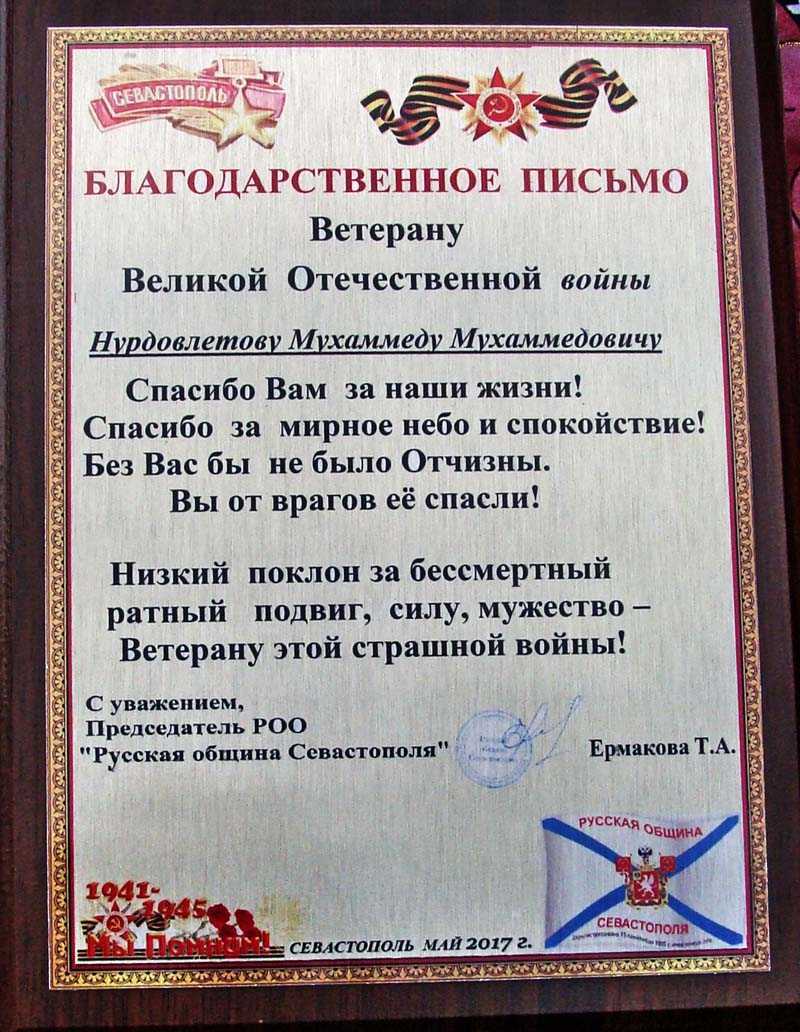 СЕВАСТОПОЛЬ
БЛАГОДАРСТВЕННОЕ ПИСЬМО
Ветерану
Великой Отечественной войны
Нурдовлетову Мухаммеду Мухаммедовичу
Спасибо Вам за наши жизни!
Спасибо за мирное небо и спокойствие!
Без Вас бы не было Отчизны.
Вы от врагов её спасли!
Низкий поклон за бессмертный
ратный подвиг, силу, мужество –
Ветерану этой страшной войны!
С уважением,
Председатель РОО
"Русская община Севастополя"
Ермакова Т.А.
РУССКАЯ ОБЩИНА
СЕВАСТОПОЛЯ
1941-
1945
Мы Помним!
СЕВАСТОПОЛЬ МАЙ 2017 г.